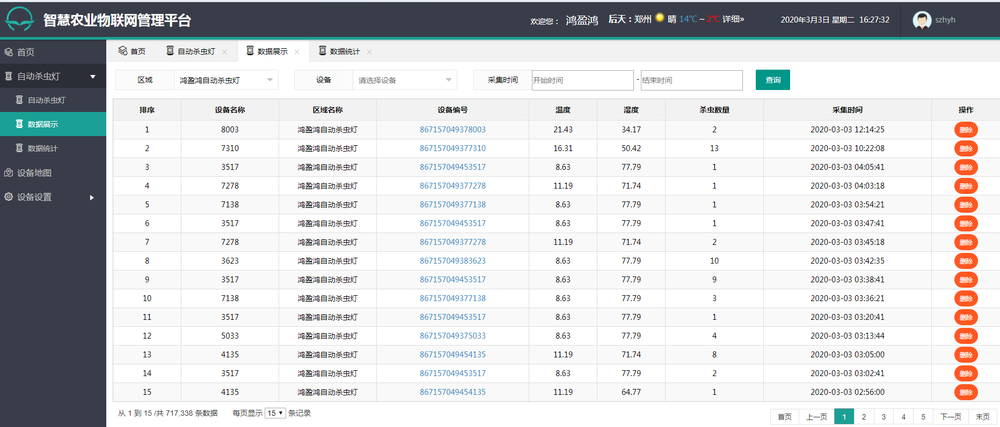 智慧农业物联网管理平台
欢迎您： 鸿盈鸿 后天：郑州 晴 14℃ ~ 2℃ 详细» 2020年3月3日 星期二 16:27:32 szhyh
首页
自动杀虫灯
自动杀虫灯
数据展示
数据统计
设备地图
设备设置
首页 自动杀虫灯 × 数据展示 × 数据统计 ×
区域 鸿盈鸿自动杀虫灯 设备 请选择设备 采集时间 开始时间 - 结束时间 查询
排序 设备名称 区域名称 设备编号 温度 湿度 杀虫数量 采集时间 操作
1 8003 鸿盈鸿自动杀虫灯 867157049378003 21.43 34.17 2 2020-03-03 12:14:25 删除
2 7310 鸿盈鸿自动杀虫灯 867157049377310 16.31 50.42 13 2020-03-03 10:22:08 删除
3 3517 鸿盈鸿自动杀虫灯 867157049453517 8.63 77.79 1 2020-03-03 04:05:41 删除
4 7278 鸿盈鸿自动杀虫灯 867157049377278 11.19 71.74 1 2020-03-03 04:03:18 删除
5 7138 鸿盈鸿自动杀虫灯 867157049377138 8.63 77.79 1 2020-03-03 03:54:21 删除
6 3517 鸿盈鸿自动杀虫灯 867157049453517 8.63 77.79 1 2020-03-03 03:47:41 删除
7 7278 鸿盈鸿自动杀虫灯 867157049377278 11.19 71.74 2 2020-03-03 03:45:18 删除
8 3623 鸿盈鸿自动杀虫灯 867157049383623 8.63 77.79 10 2020-03-03 03:42:35 删除
9 3517 鸿盈鸿自动杀虫灯 867157049453517 8.63 77.79 9 2020-03-03 03:38:41 删除
10 7138 鸿盈鸿自动杀虫灯 867157049377138 8.63 77.79 3 2020-03-03 03:36:21 删除
11 3517 鸿盈鸿自动杀虫灯 867157049453517 8.63 77.79 1 2020-03-03 03:20:41 删除
12 5033 鸿盈鸿自动杀虫灯 867157049375033 8.63 77.79 4 2020-03-03 03:13:44 删除
13 4135 鸿盈鸿自动杀虫灯 867157049454135 11.19 71.74 8 2020-03-03 03:05:00 删除
14 3517 鸿盈鸿自动杀虫灯 867157049453517 8.63 77.79 2 2020-03-03 03:02:41 删除
15 4135 鸿盈鸿自动杀虫灯 867157049454135 11.19 64.77 1 2020-03-03 02:56:00 删除
从 1 到 15 /共 717,338 条数据 每页显示 15 条记录 首页 上一页 1 2 3 4 5 下一页 末页